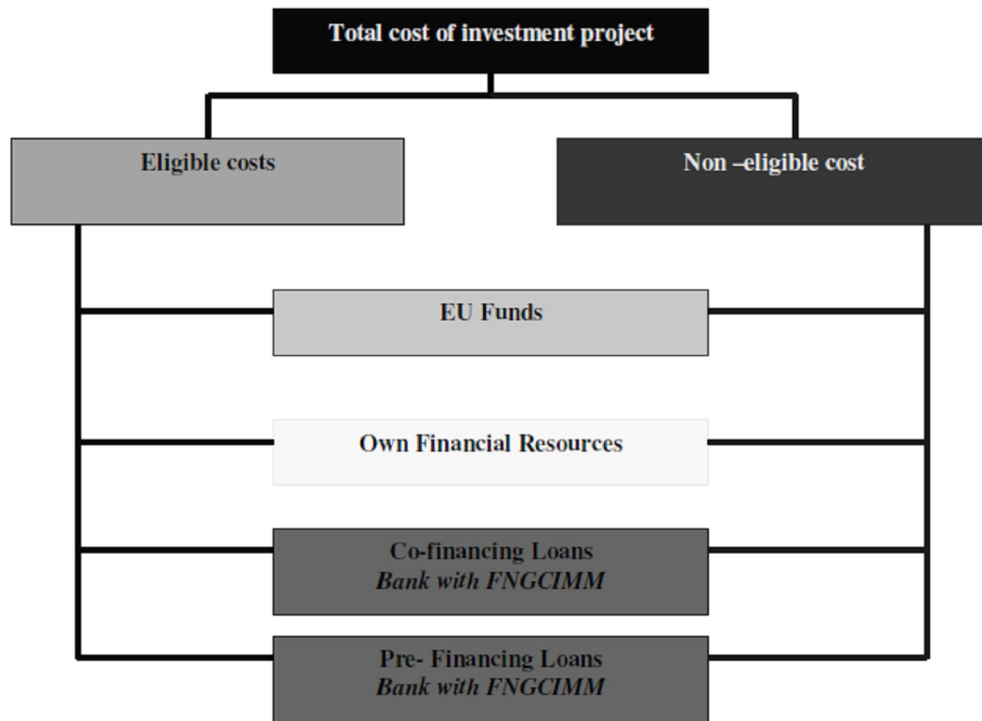 Total cost of investment project
Eligible costs
Non –eligible cost
EU Funds
Own Financial Resources
Co-financing Loans
Bank with FNGCIMM
Pre- Financing Loans
Bank with FNGCIMM